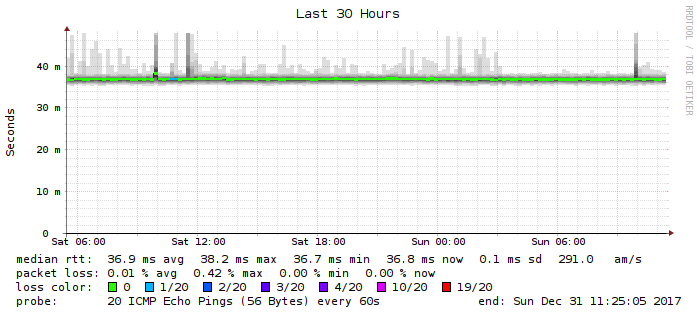 Last 30 Hours
RRDTOOL / TOBI OETIKER
Seconds
40 m
30 m
20 m
10 m
0
Sat 06:00 Sat 12:00 Sat 18:00 Sun 00:00 Sun 06:00
median rtt: 36.9 ms avg 38.2 ms max 36.7 ms min 36.8 ms now 0.1 ms sd 291.0 am/s
packet loss: 0.01 % avg 0.42 % max 0.00 % min 0.00 % now
loss color: 0 1/20 2/20 3/20 4/20 10/20 19/20
probe: 20 ICMP Echo Pings (56 Bytes) every 60s end: Sun Dec 31 11:25:05 2017